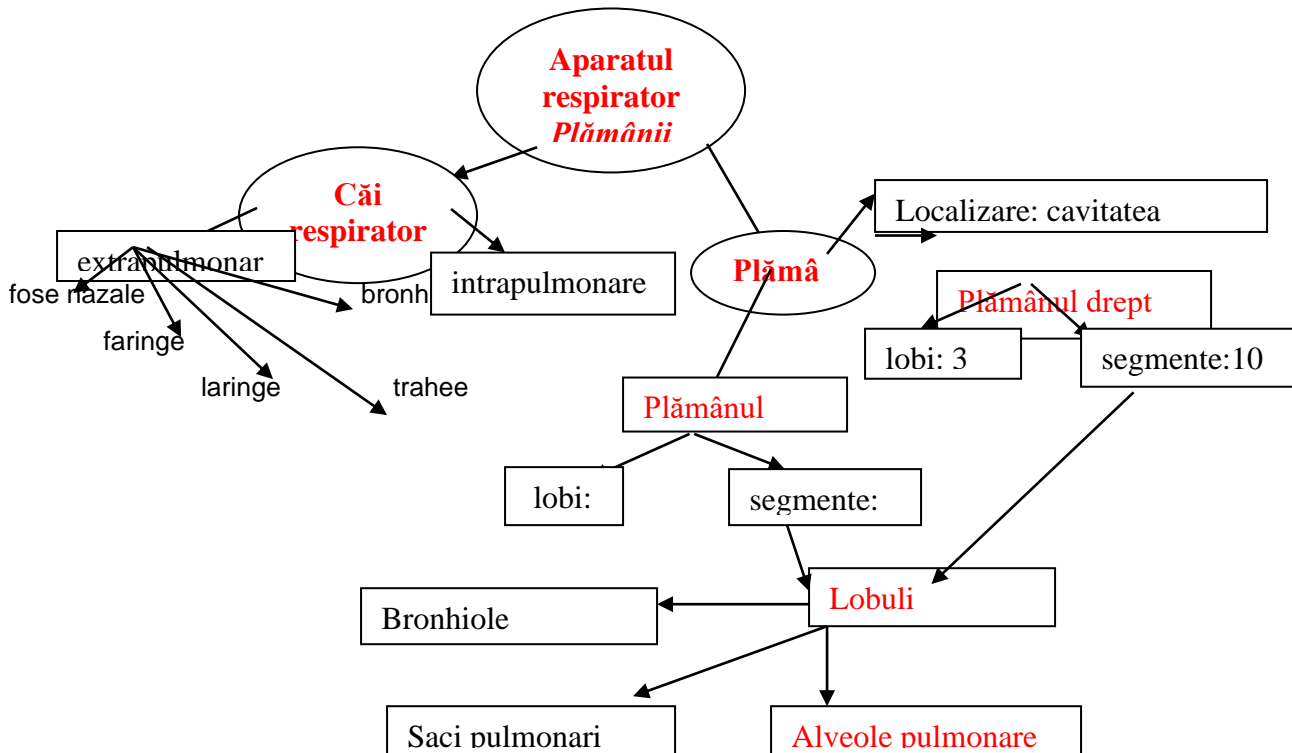 Aparatul
respirator
Plămânii
Căi
respirator
Localizare: cavitatea
extrapulmonar
intrapulmonare
Plămâ
fose nazale
bronh
Plămânul drept
faringe
lobi: 3
segmente:10
laringe
trahee
Plămânul
lobi:
segmente:
Lobuli
Bronhiole
Saci pulmonari
Alveole pulmonare